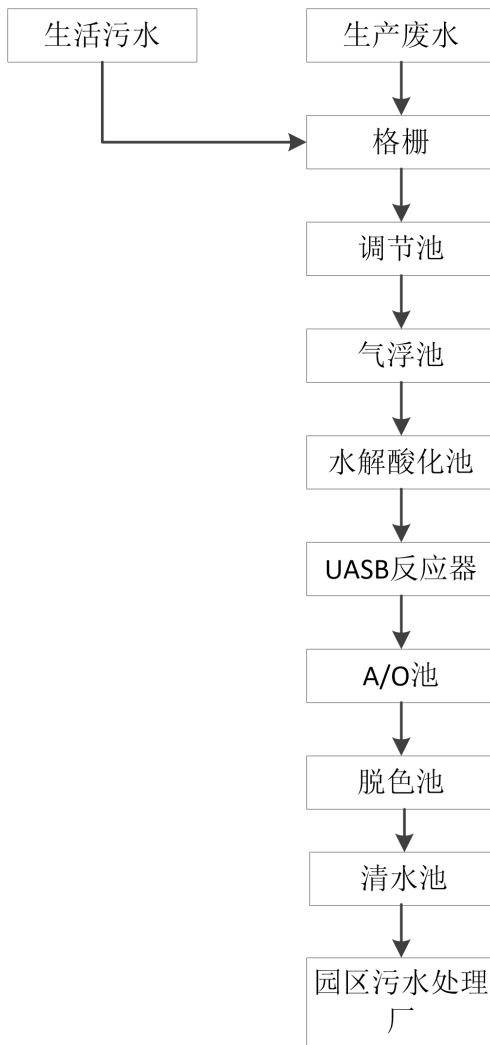 生活污水
生产废水
格栅
调节池
气浮池
水解酸化池
UASB反应器
A/O池
脱色池
清水池
园区污水处理
厂